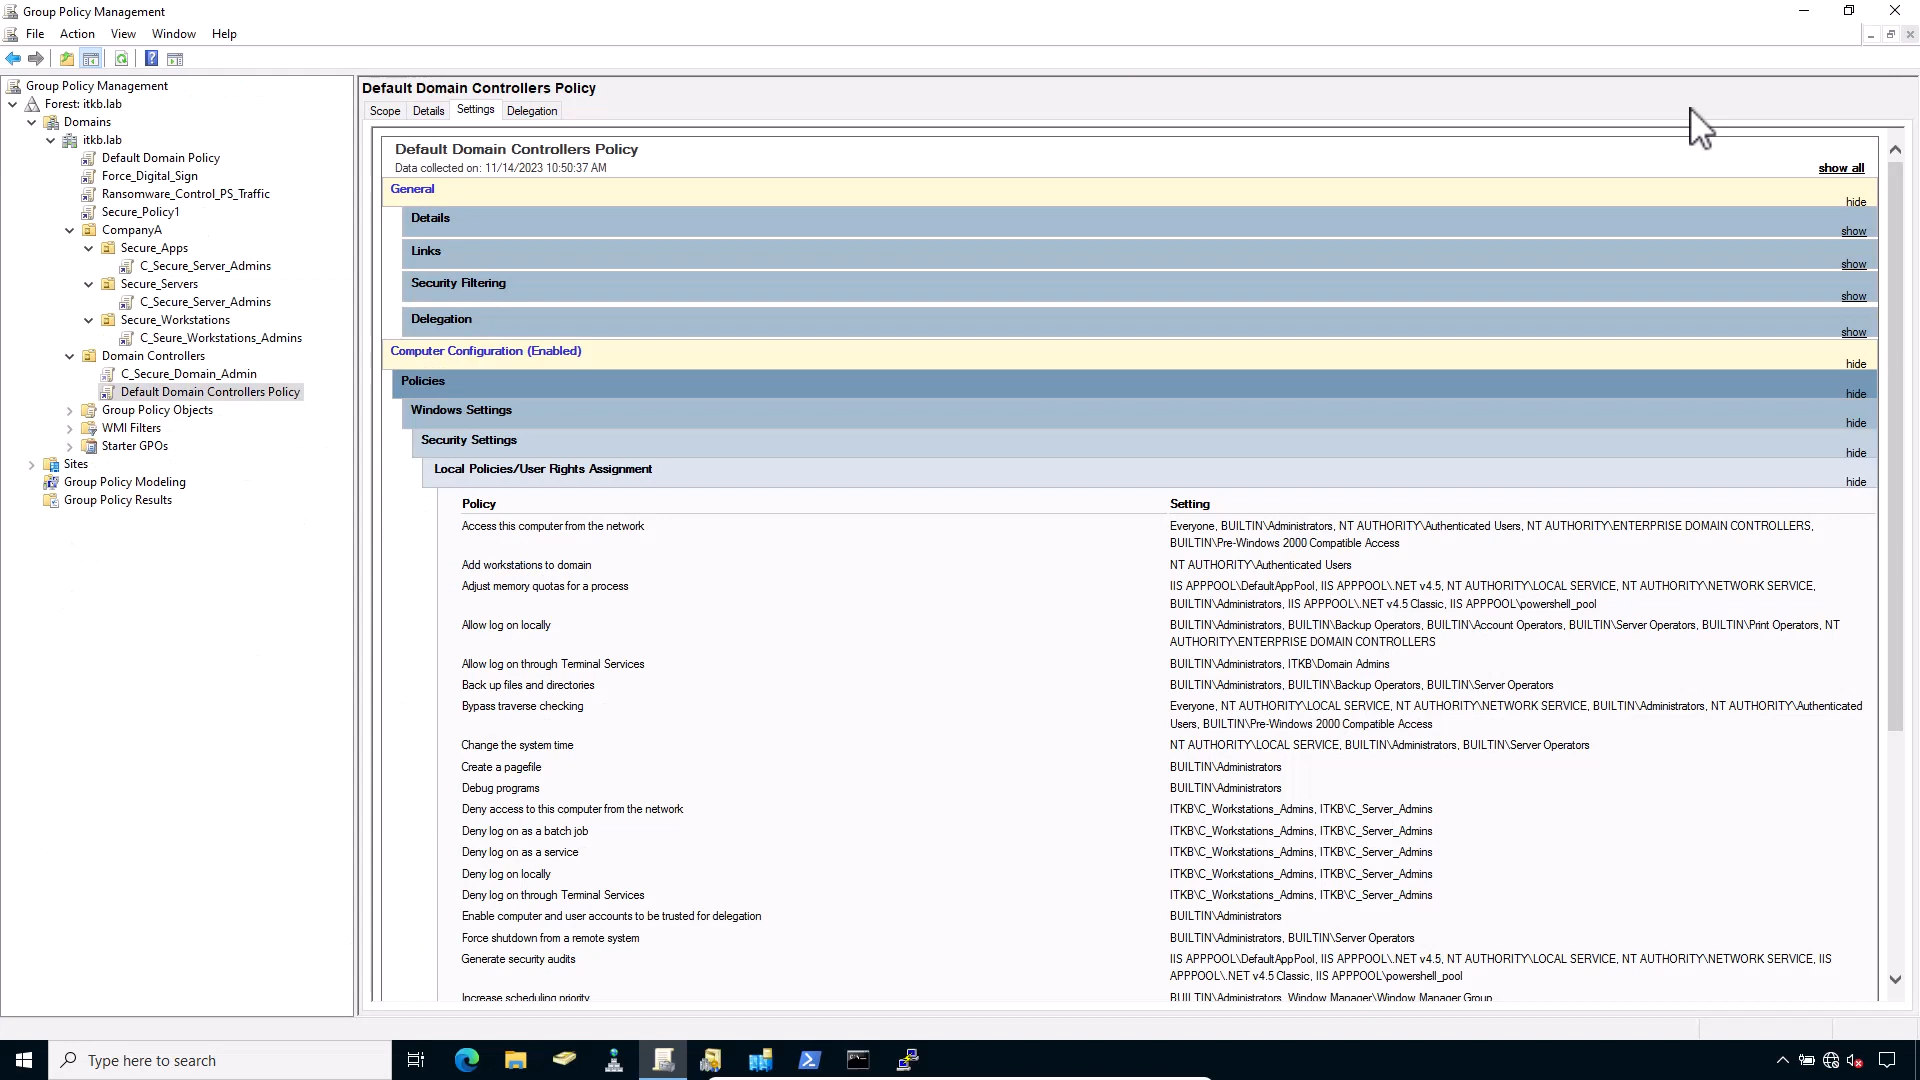 Group Policy Management
File Action View Window Help
Group Policy Management
Forest: itkb.lab
Domains
itkb.lab
Default Domain Policy
Force_Digital_Sign
Ransomware_Control_PS_Traffic
Secure_Policy1
CompanyA
Secure_Apps
C_Secure_Server_Admins
Secure_Servers
C_Secure_Server_Admins
Secure_Workstations
C_Seure_Workstations_Admins
Domain Controllers
C_Secure_Domain_Admin
Default Domain Controllers Policy
Group Policy Objects
WMI Filters
Starter GPOs
Sites
Group Policy Modeling
Group Policy Results
Default Domain Controllers Policy
Scope Details Settings Delegation
Default Domain Controllers Policy
Data collected on: 11/14/2023 10:50:37 AM
show all
General
hide
Details
show
Links
show
Security Filtering
show
Delegation
show
Computer Configuration (Enabled)
hide
Policies
hide
Windows Settings
hide
Security Settings
hide
Local Policies/User Rights Assignment
hide
Policy Setting
Access this computer from the network Everyone, BUILTIN\Administrators, NT AUTHORITY\Authenticated Users, NT AUTHORITY\ENTERPRISE DOMAIN CONTROLLERS,
BUILTIN\Pre-Windows 2000 Compatible Access
Add workstations to domain NT AUTHORITY\Authenticated Users
Adjust memory quotas for a process IIS APPPOOL\DefaultAppPool, IIS APPPOOL\.NET v4.5, NT AUTHORITY\LOCAL SERVICE, NT AUTHORITY\NETWORK SERVICE,
BUILTIN\Administrators, IIS APPPOOL\.NET v4.5 Classic, IIS APPPOOL\powershell_pool
Allow log on locally BUILTIN\Administrators, BUILTIN\Backup Operators, BUILTIN\Account Operators, BUILTIN\Server Operators, BUILTIN\Print Operators, NT
AUTHORITY\ENTERPRISE DOMAIN CONTROLLERS
Allow log on through Terminal Services BUILTIN\Administrators, ITKB\Domain Admins
Back up files and directories BUILTIN\Administrators, BUILTIN\Backup Operators, BUILTIN\Server Operators
Bypass traverse checking Everyone, NT AUTHORITY\LOCAL SERVICE, NT AUTHORITY\NETWORK SERVICE, BUILTIN\Administrators, NT AUTHORITY\Authenticated
Users, BUILTIN\Pre-Windows 2000 Compatible Access
Change the system time NT AUTHORITY\LOCAL SERVICE, BUILTIN\Administrators, BUILTIN\Server Operators
Create a pagefile BUILTIN\Administrators
Debug programs BUILTIN\Administrators
Deny access to this computer from the network ITKB\C_Workstations_Admins, ITKB\C_Server_Admins
Deny log on as a batch job ITKB\C_Workstations_Admins, ITKB\C_Server_Admins
Deny log on as a service ITKB\C_Workstations_Admins, ITKB\C_Server_Admins
Deny log on locally ITKB\C_Workstations_Admins, ITKB\C_Server_Admins
Deny log on through Terminal Services ITKB\C_Workstations_Admins, ITKB\C_Server_Admins
Enable computer and user accounts to be trusted for delegation BUILTIN\Administrators
Force shutdown from a remote system BUILTIN\Administrators, BUILTIN\Server Operators
Generate security audits IIS APPPOOL\DefaultAppPool, IIS APPPOOL\.NET v4.5, NT AUTHORITY\LOCAL SERVICE, NT AUTHORITY\NETWORK SERVICE, IIS
APPPOOL\.NET v4.5 Classic, IIS APPPOOL\powershell_pool
Increase scheduling priority BUILTIN\Administrators, Window Manager\Window Manager Group
Type here to search